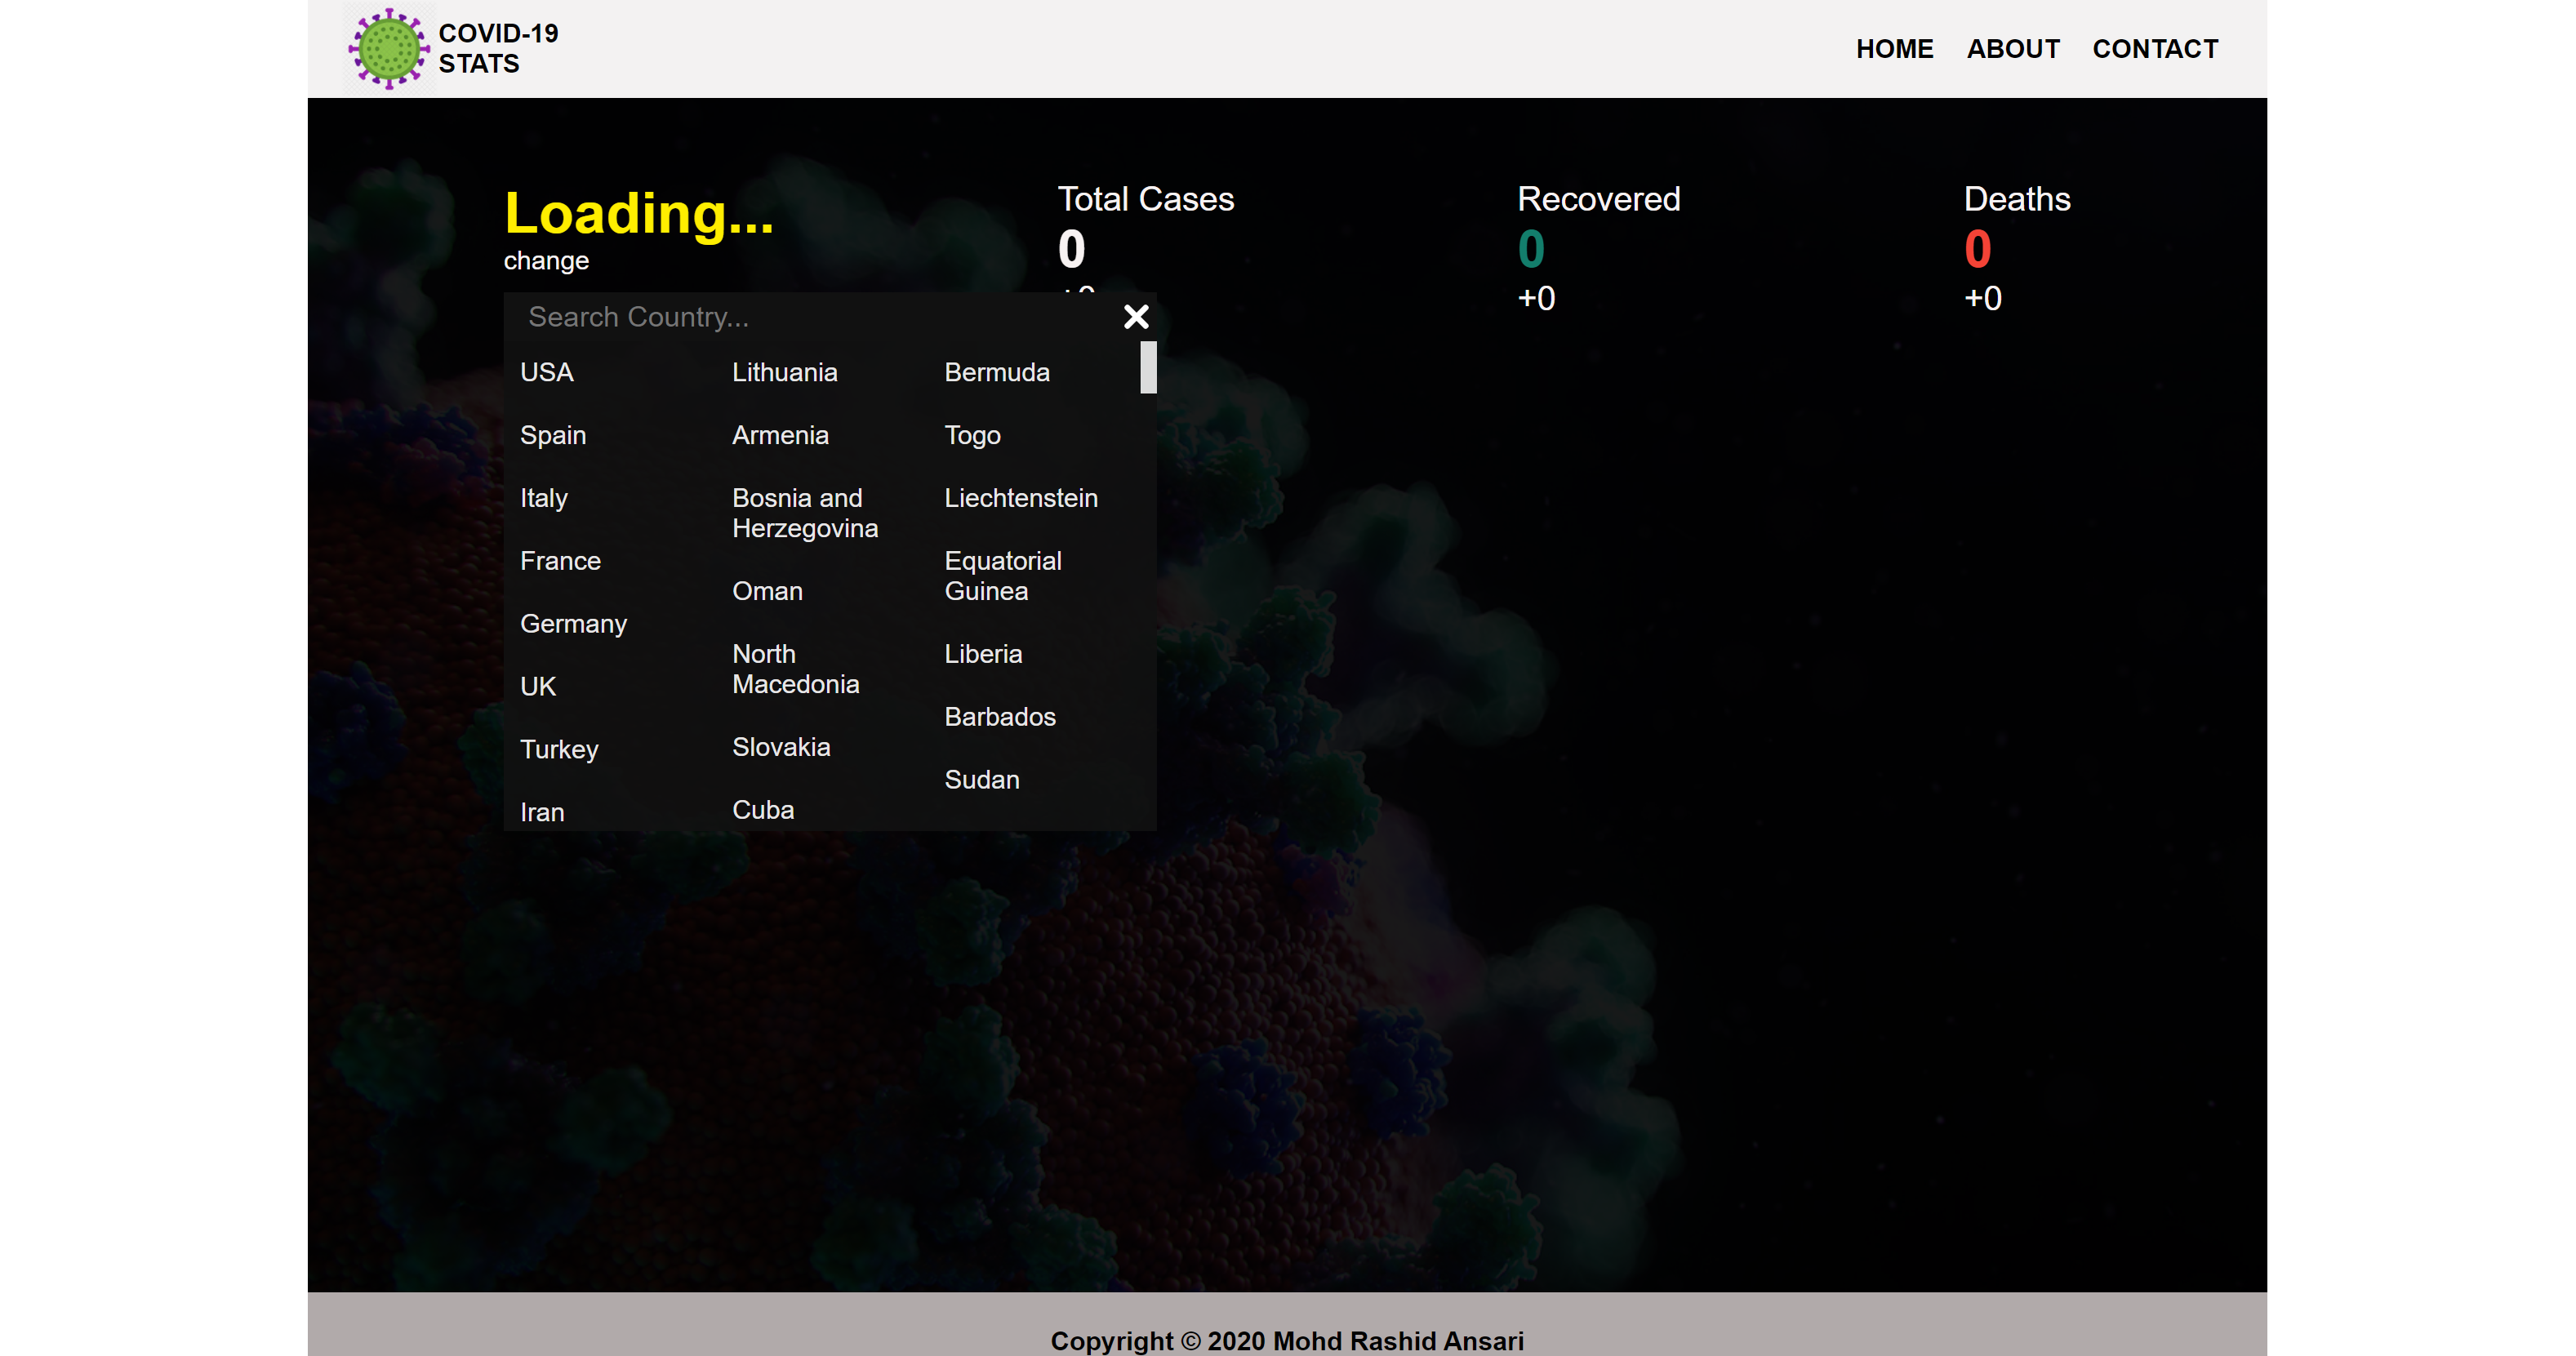 COVID-19
STATS
HOME ABOUT CONTACT
Loading...
change
Total Cases
0
+0
Recovered
0
+0
Deaths
0
+0
Search Country...
USA
Spain
Italy
France
Germany
UK
Turkey
Iran
Lithuania
Armenia
Bosnia and
Herzegovina
Oman
North
Macedonia
Slovakia
Cuba
Bermuda
Togo
Liechtenstein
Equatorial
Guinea
Liberia
Barbados
Sudan
Copyright © 2020 Mohd Rashid Ansari